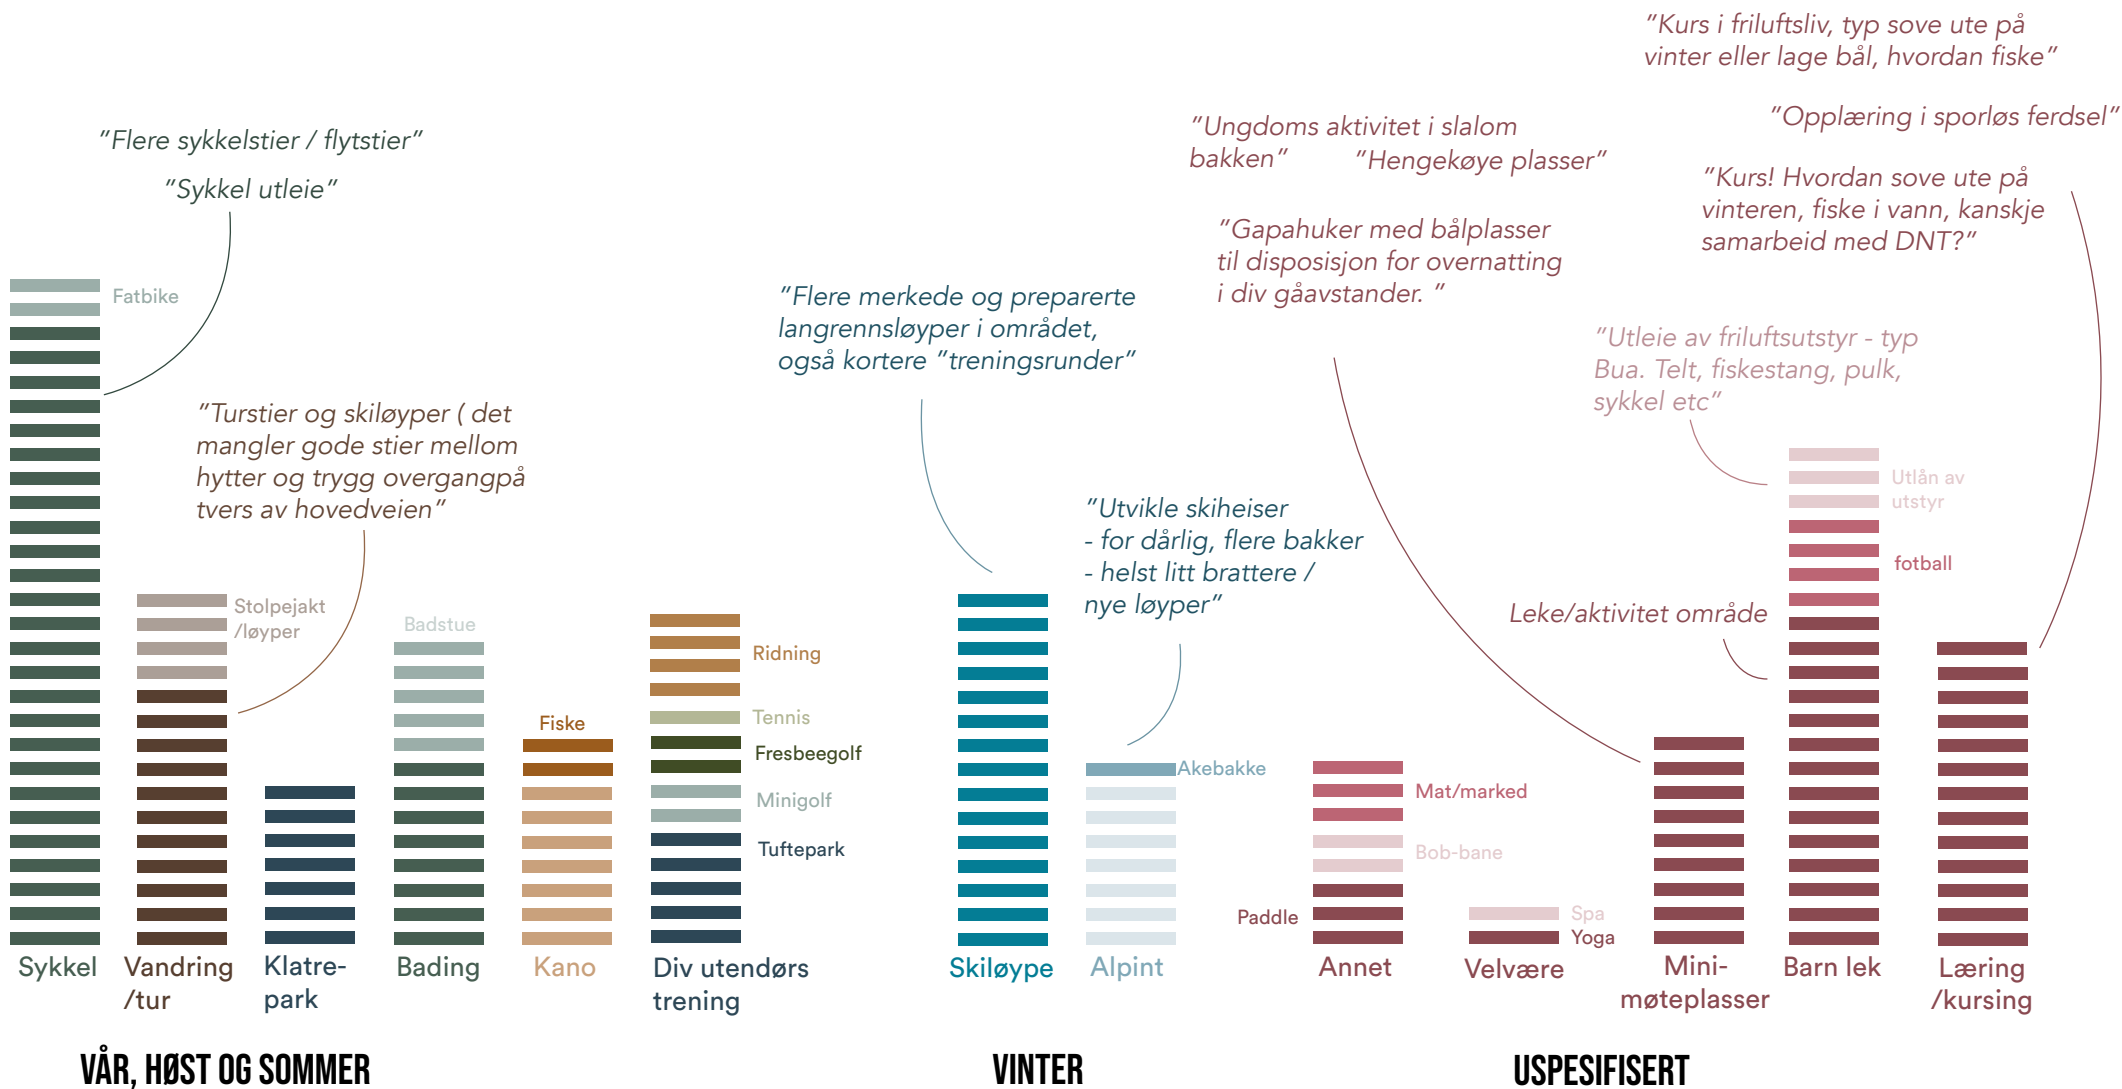 "Kurs i friluftsliv, typ sove ute på
vinter eller lage bål, hvordan fiske"
"Opplæring i sporløs ferdsel"
"Ungdoms aktivitet i slalom
bakken"
"Hengekøye plasser"
"Flere sykkelstier / flytstier"
"Sykkel utleie"
"Kurs! Hvordan sove ute på
vinteren, fiske i vann, kanskje
samarbeid med DNT?"
"Gapahuker med bålplasser
til disposisjon for overnatting
i div gåavstander. "
"Flere merkede og preparerte
langrennsløyper i området,
også kortere "treningsrunder"
"Utleie av friluftsutstyr - typ
Bua. Telt, fiskestang, pulk,
sykkel etc"
Fatbike
"Turstier og skiløyper ( det
mangler gode stier mellom
hytter og trygg overgangpå
tvers av hovedveien"
"Utvikle skiheiser
- for dårlig, flere bakker
- helst litt brattere /
nye løyper"
Utlån av
utstyr
fotball
Leke/aktivitet område
Stolpejakt
/løyper
Badstue
Ridning
Tennis
Fiske
Fresbeegolf
Minigolf
Tuftepark
Akebakke
Mat/marked
Bob-bane
Paddle
Spa
Yoga
Sykkel
Vandring
/tur
Klatre-
park
Bading
Kano
Div utendørs
trening
Skiløype
Alpint
Annet
Velvære
Mini-
møteplasser
Barn lek
Læring
/kursing
VÅR, HØST OG SOMMER
VINTER
USPESIFISERT